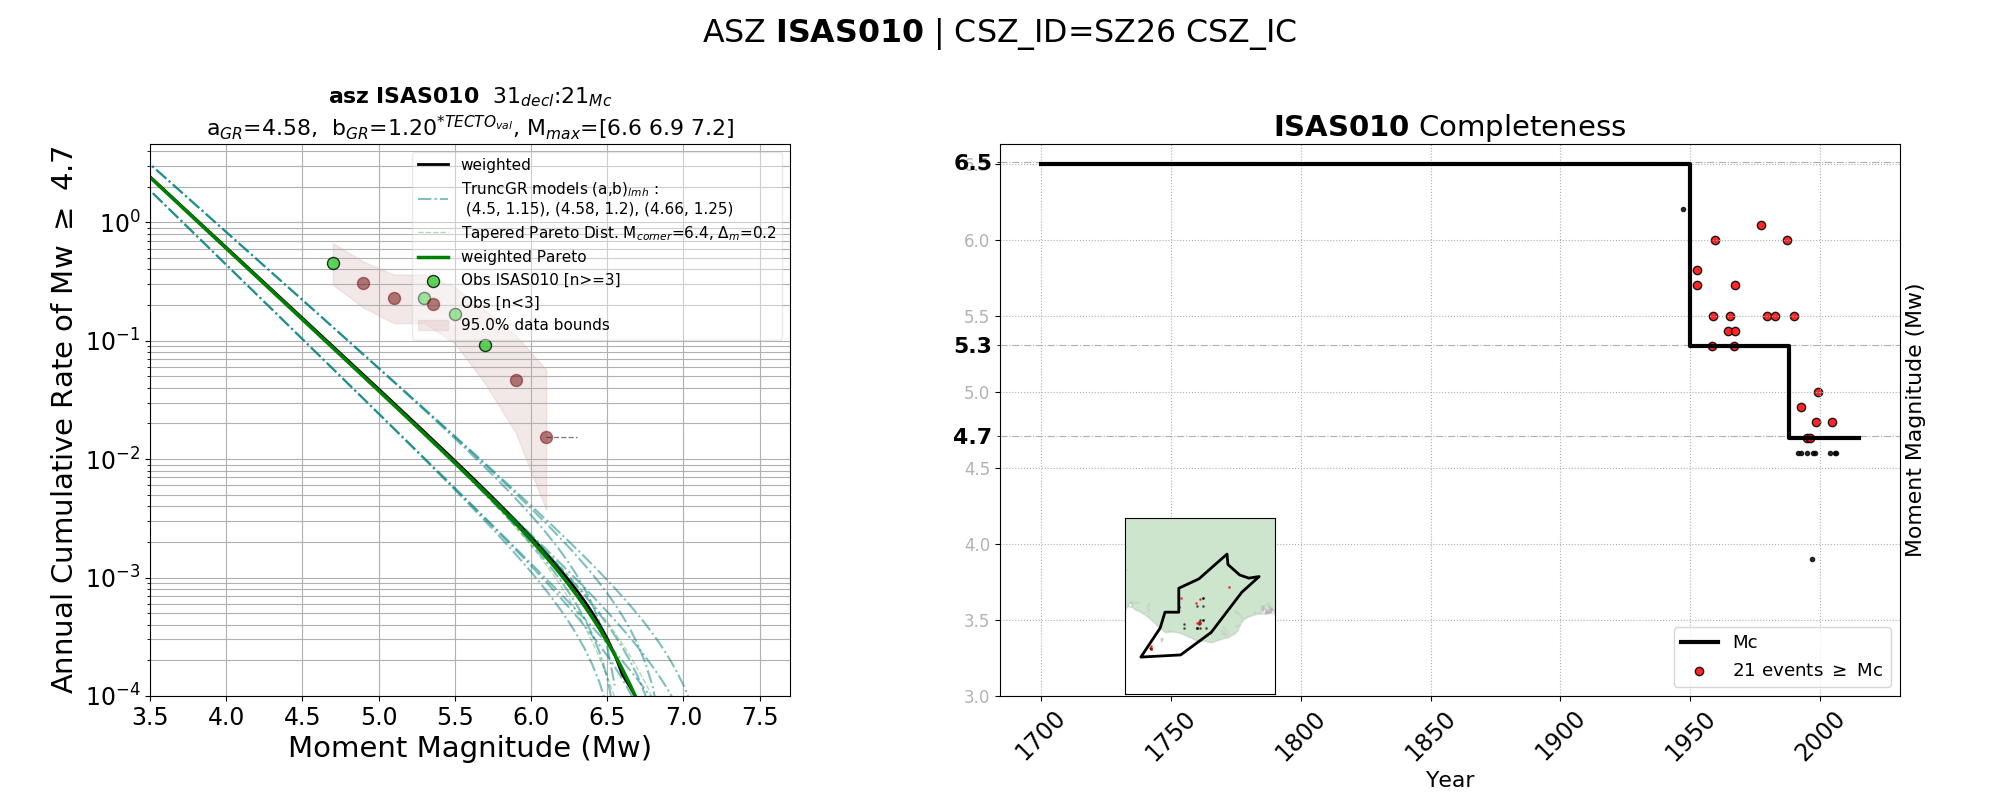 ASZ ISAS010 | CSZ_ID=SZ26 CSZ_IC
asz ISAS010 31decl:21Mc
aGR=4.58, bGR=1.20*TECTOval, Mmax=[6.6 6.9 7.2]
Annual Cumulative Rate of Mw ≥ 4.7
10^0
10^−1
10^−2
10^−3
10^−4
3.5 4.0 4.5 5.0 5.5 6.0 6.5 7.0 7.5
Moment Magnitude (Mw)
weighted
TruncGR models (a,b)lmh :
(4.5, 1.15), (4.58, 1.2), (4.66, 1.25)
Tapered Pareto Dist. Mcorner=6.4, Δm=0.2
weighted Pareto
Obs ISAS010 [n>=3]
Obs [n<3]
95.0% data bounds
ISAS010 Completeness
6.5
6.0
5.5
5.3
5.0
4.7
4.5
4.0
3.5
3.0
1700 1750 1800 1850 1900 1950 2000
Year
Moment Magnitude (Mw)
Mc
21 events ≥ Mc